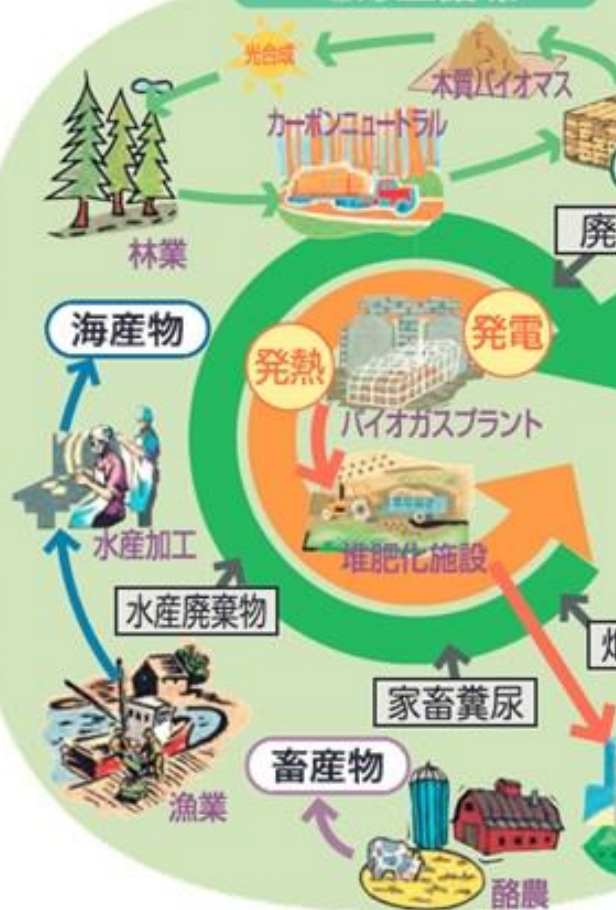 光合成
木質バイオマス
カーボンニュートラル
林業
廃
海産物
発熱
発電
バイオガスプラント
水産加工
堆肥化施設
水産廃棄物
家畜糞尿
畜産物
漁業
酪農